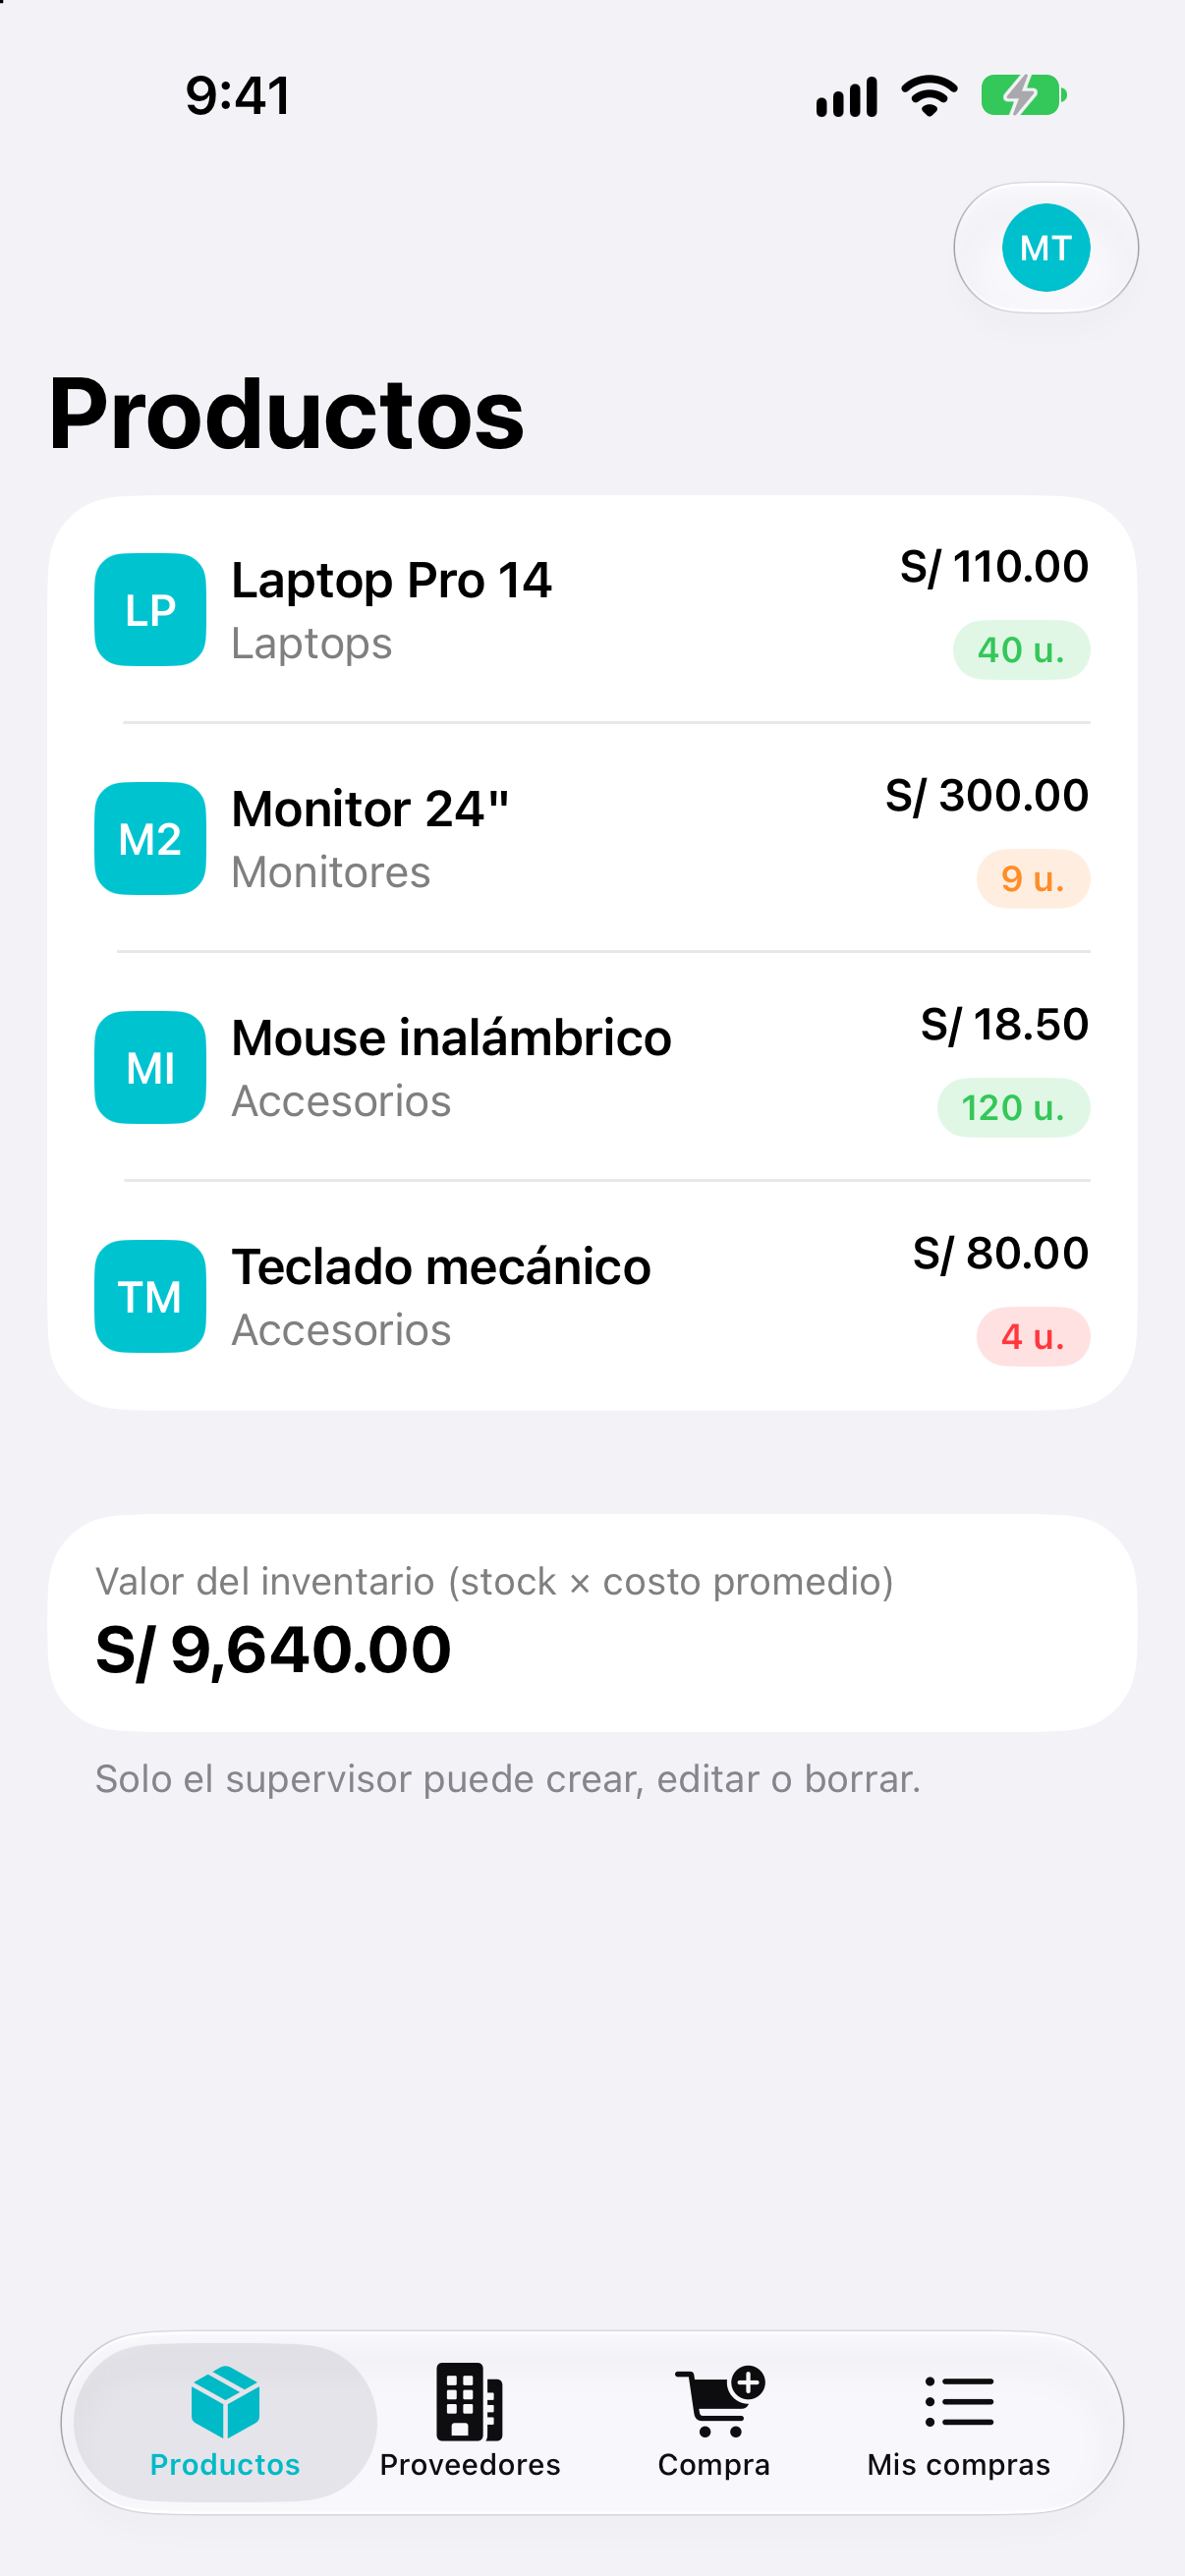 9:41
MT
Productos
LP
Laptop Pro 14
Laptops
S/ 110.00
40 u.
M2
Monitor 24"
Monitores
S/ 300.00
9 u.
MI
Mouse inalámbrico
Accesorios
S/ 18.50
120 u.
TM
Teclado mecánico
Accesorios
S/ 80.00
4 u.
Valor del inventario (stock × costo promedio)
S/ 9,640.00
Solo el supervisor puede crear, editar o borrar.
Productos
Proveedores
Compra
Mis compras